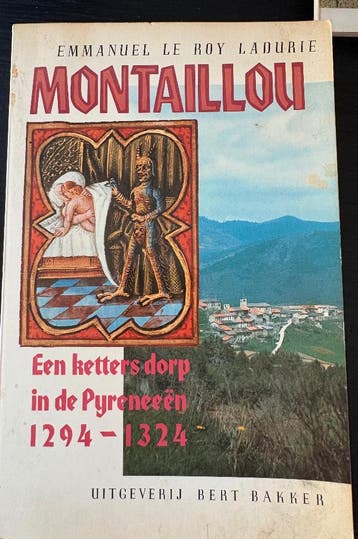 EMMANUEL LE ROY LADURIE
MONTAILLOU
Een ketters dorp
in de Pyreneeën
1294-1324
UITGEVERIJ BERT BAKKER